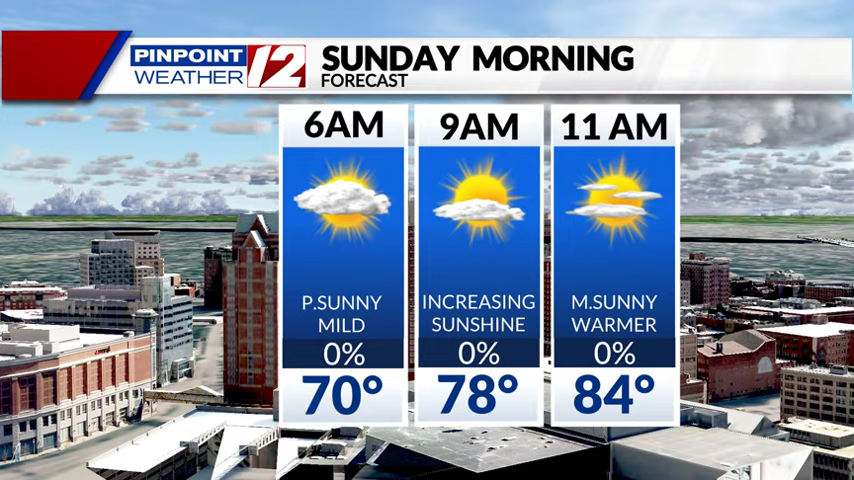 PINPOINT
WEATHER 12
SUNDAY MORNING
FORECAST
6AM
9AM
11 AM
P.SUNNY
MILD
0%
70°
INCREASING
SUNSHINE
0%
78°
M.SUNNY
WARMER
0%
84°